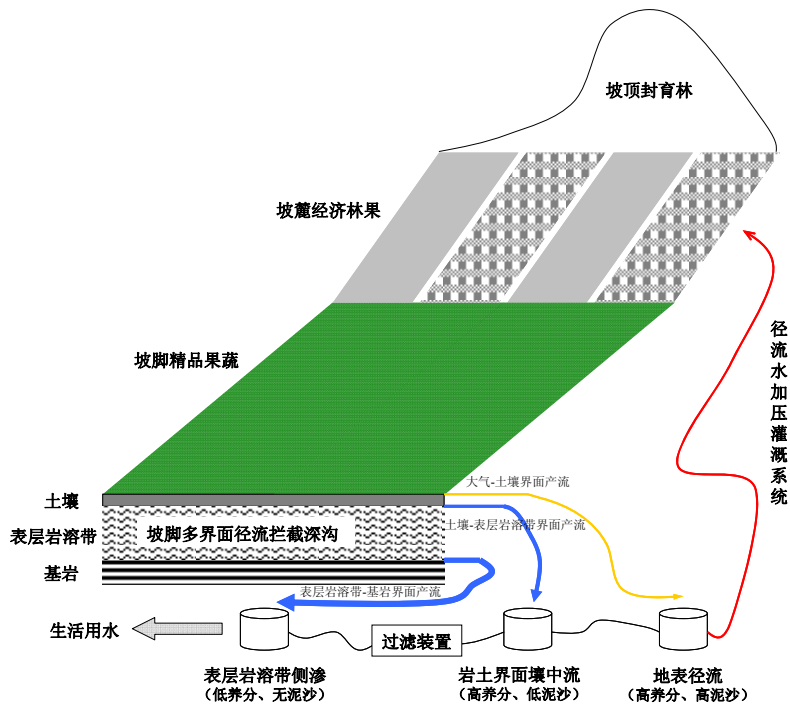 坡顶封育林
坡麓经济林果
坡脚精品果蔬
径流水加压灌溉系统
大气-土壤界面产流
土壤
土壤-表层岩溶带界面产流
表层岩溶带
坡脚多界面径流拦截深沟
基岩
表层岩溶带-基岩界面产流
生活用水
过滤装置
表层岩溶带侧渗
(低养分、无泥沙)
岩土界面壤中流
(高养分、低泥沙)
地表径流
(高养分、高泥沙)